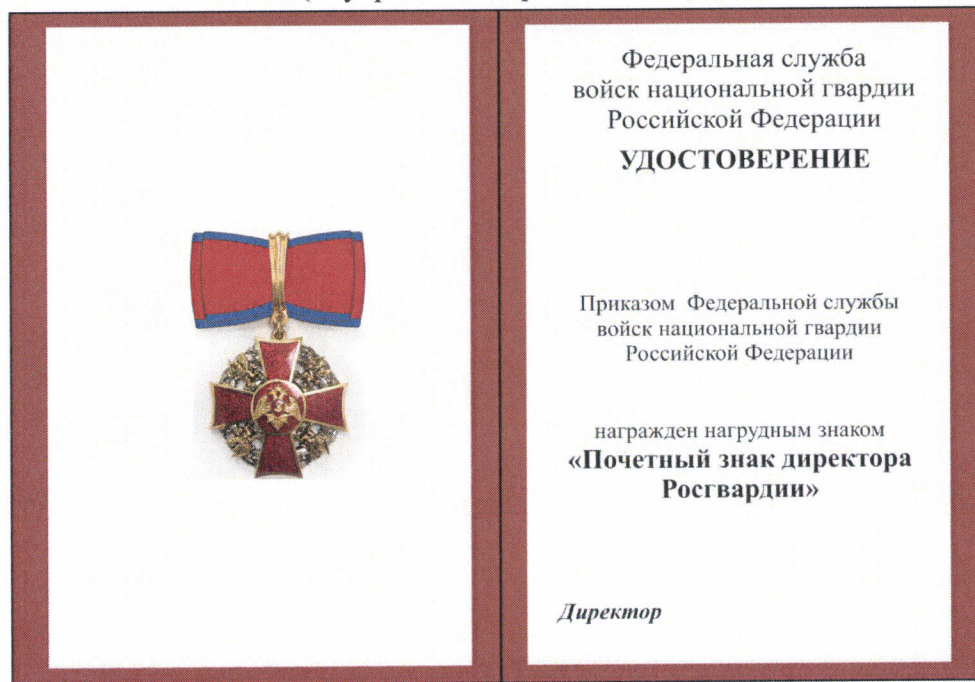 Федеральная служба
войск национальной гвардии
Российской Федерации
УДОСТОВЕРЕНИЕ
Приказом Федеральной службы
войск национальной гвардии
Российской Федерации
награжден нагрудным знаком
«Почетный знак директора
Росгвардии»
Директор